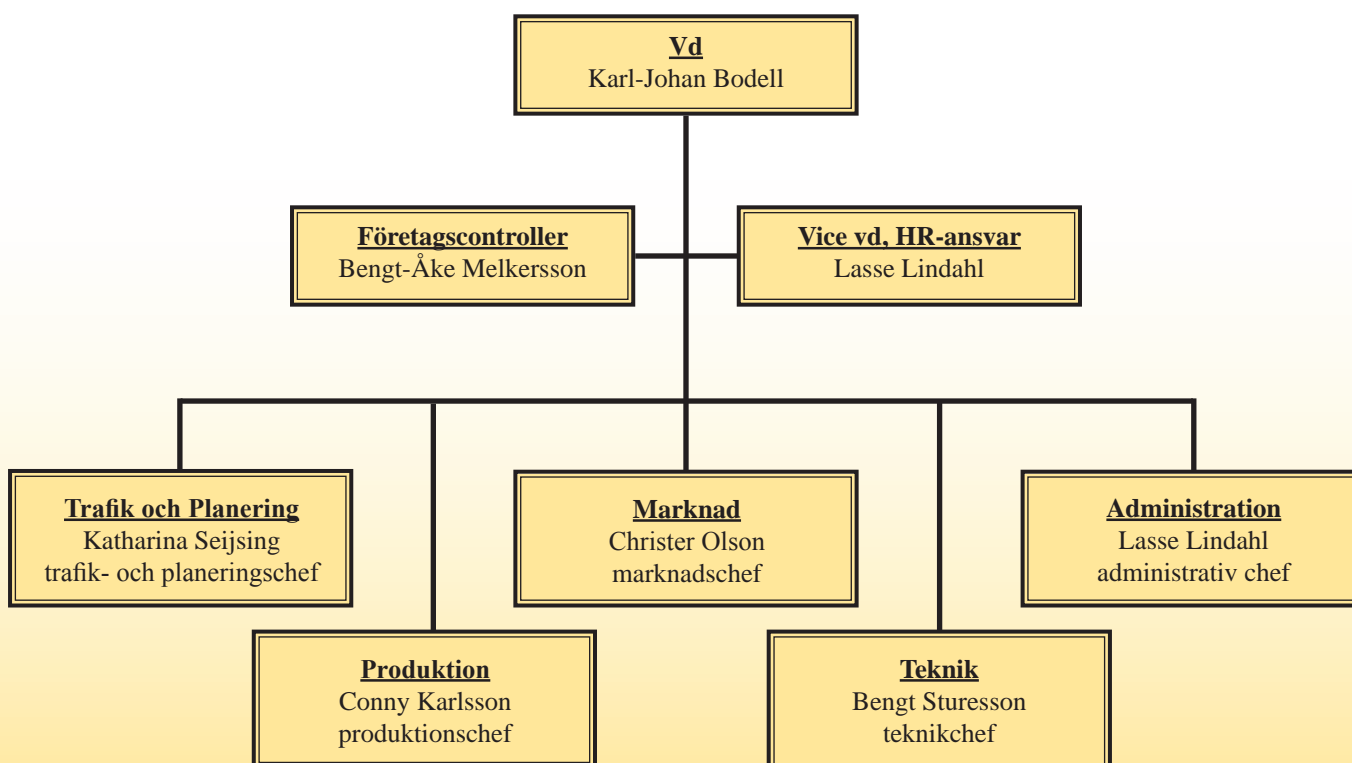 Vd
Karl-Johan Bodell
Företagscontroller
Bengt-Åke Melkersson
Vice vd, HR-ansvar
Lasse Lindahl
Trafik och Planering
Katharina Seijsing
trafik- och planeringschef
Marknad
Christer Olson
marknadschef
Administration
Lasse Lindahl
administrativ chef
Produktion
Conny Karlsson
produktionschef
Teknik
Bengt Sturesson
teknikchef